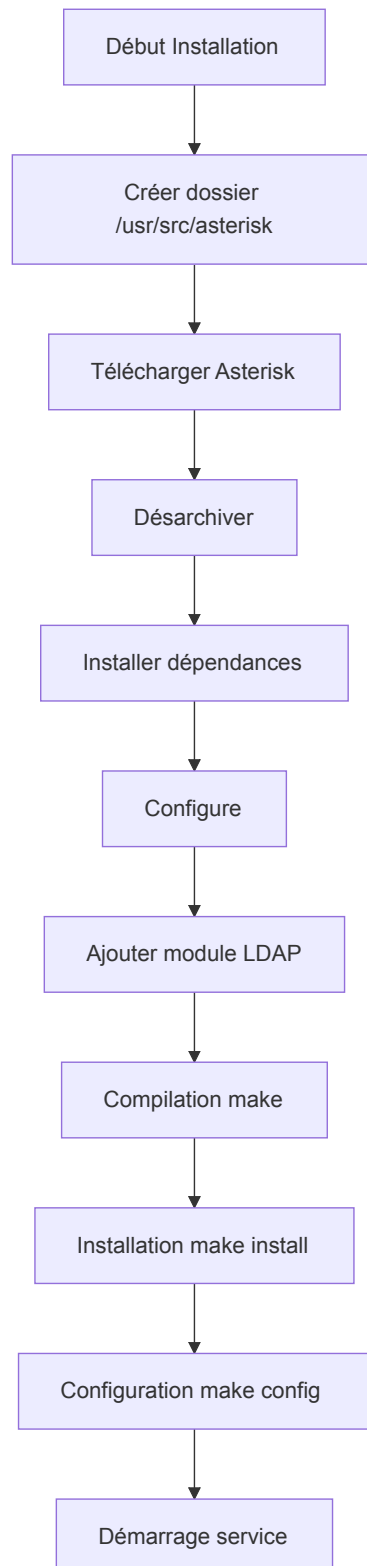 Début Installation
Créer dossier
/usr/src/asterisk
Télécharger Asterisk
Désarchiver
Installer dépendances
Configure
Ajouter module LDAP
Compilation make
Installation make install
Configuration make config
Démarrage service